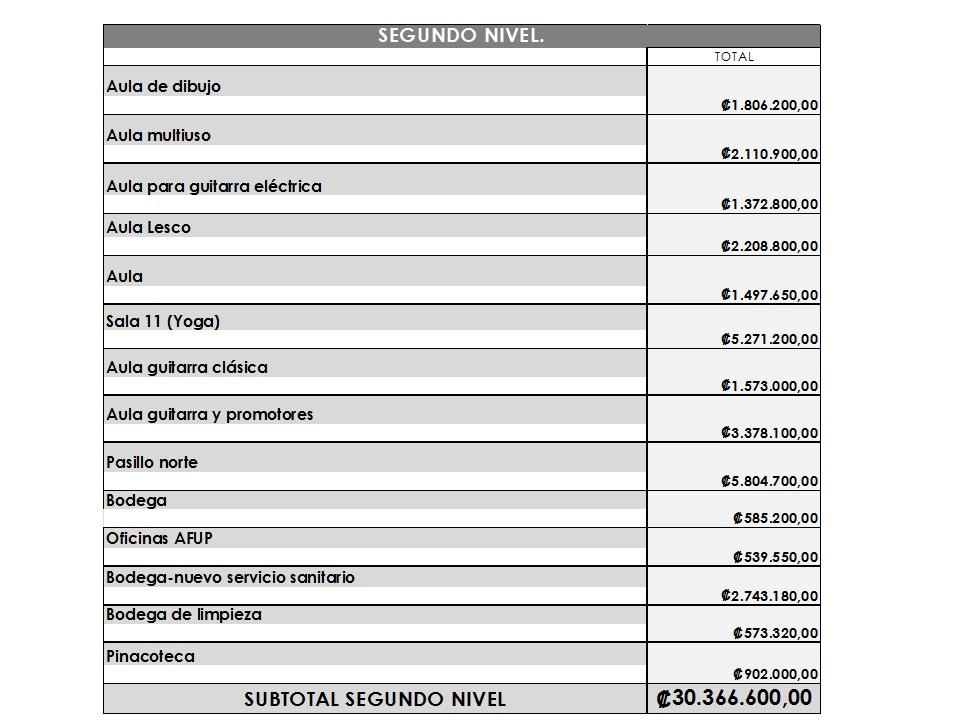 SEGUNDO NIVEL.
TOTAL
Aula de dibujo
₡1.806.200,00
Aula multiuso
₡2.110.900,00
Aula para guitarra eléctrica
₡1.372.800,00
Aula Lesco
₡2.208.800,00
Aula
₡1.497.650,00
Sala 11 (Yoga)
₡5.271.200,00
Aula guitarra clásica
₡1.573.000,00
Aula guitarra y promotores
₡3.378.100,00
Pasillo norte
₡5.804.700,00
Bodega
₡585.200,00
Oficinas AFUP
₡539.550,00
Bodega-nuevo servicio sanitario
₡2.743.180,00
Bodega de limpieza
₡573.320,00
Pinacoteca
₡902.000,00
SUBTOTAL SEGUNDO NIVEL ₡30.366.600,00